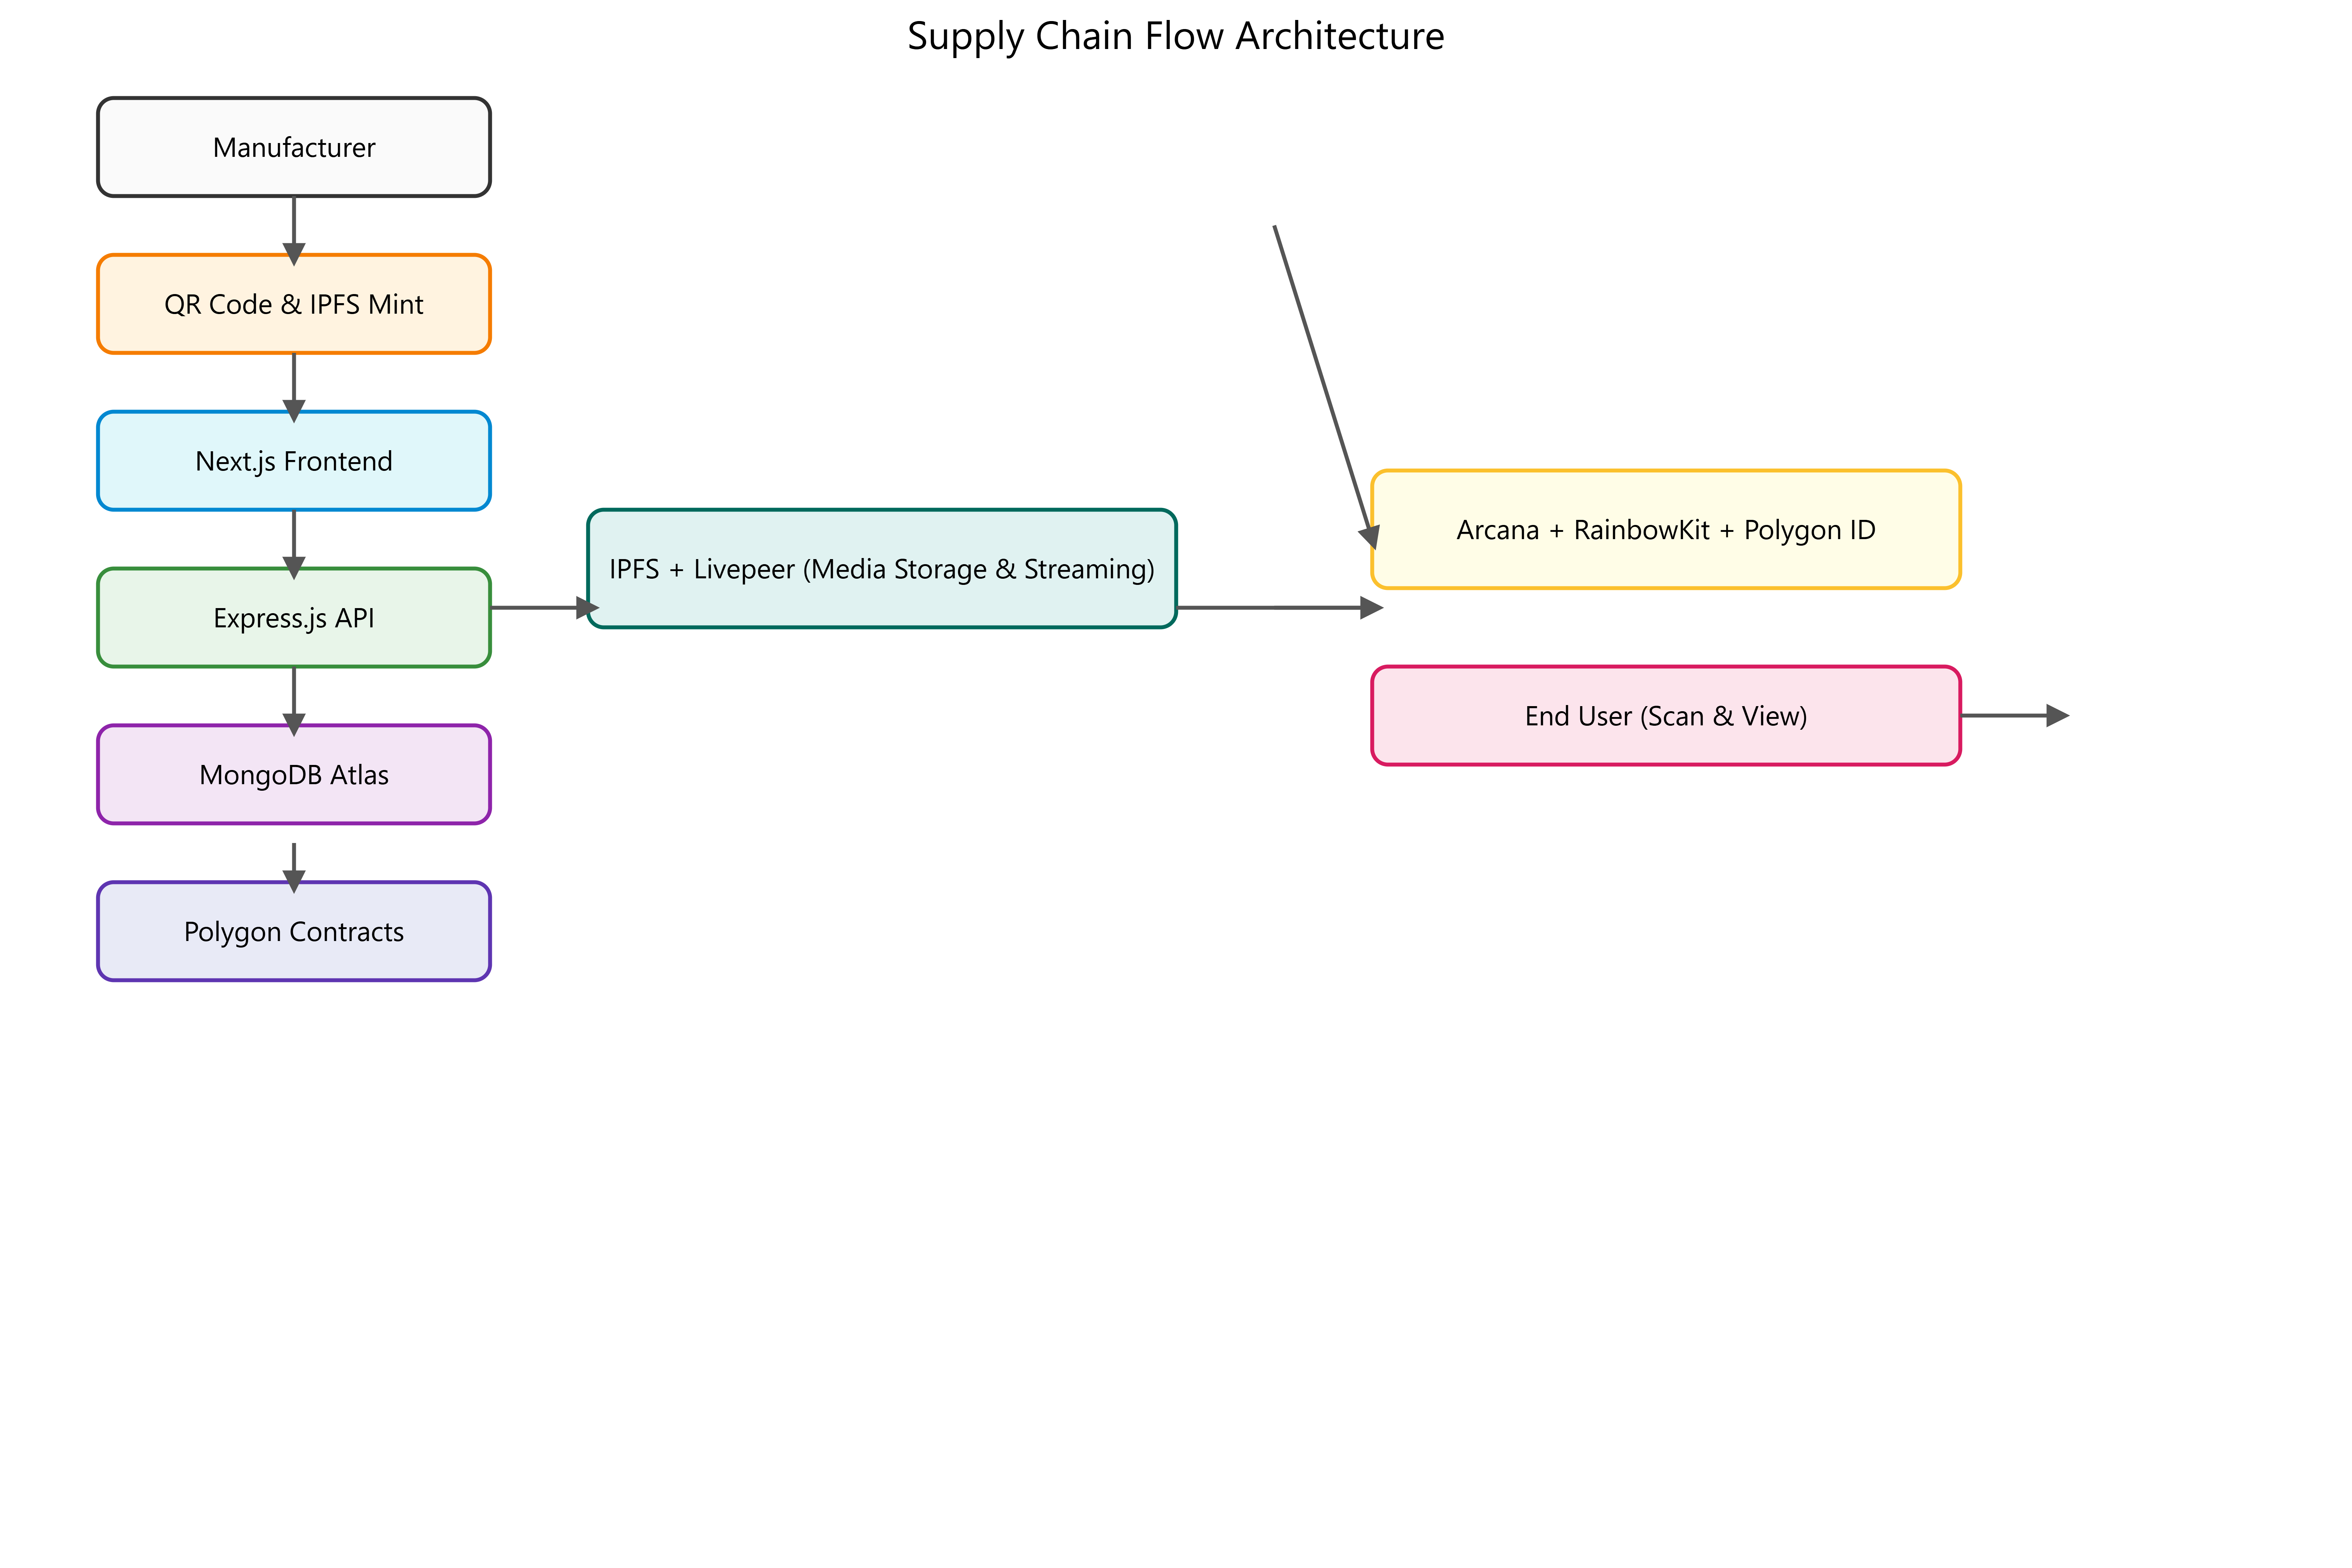 Supply Chain Flow Architecture
Manufacturer
QR Code & IPFS Mint
Next.js Frontend
Express.js API
MongoDB Atlas
Polygon Contracts
IPFS + Livepeer (Media Storage & Streaming)
Arcana + RainbowKit + Polygon ID
End User (Scan & View)